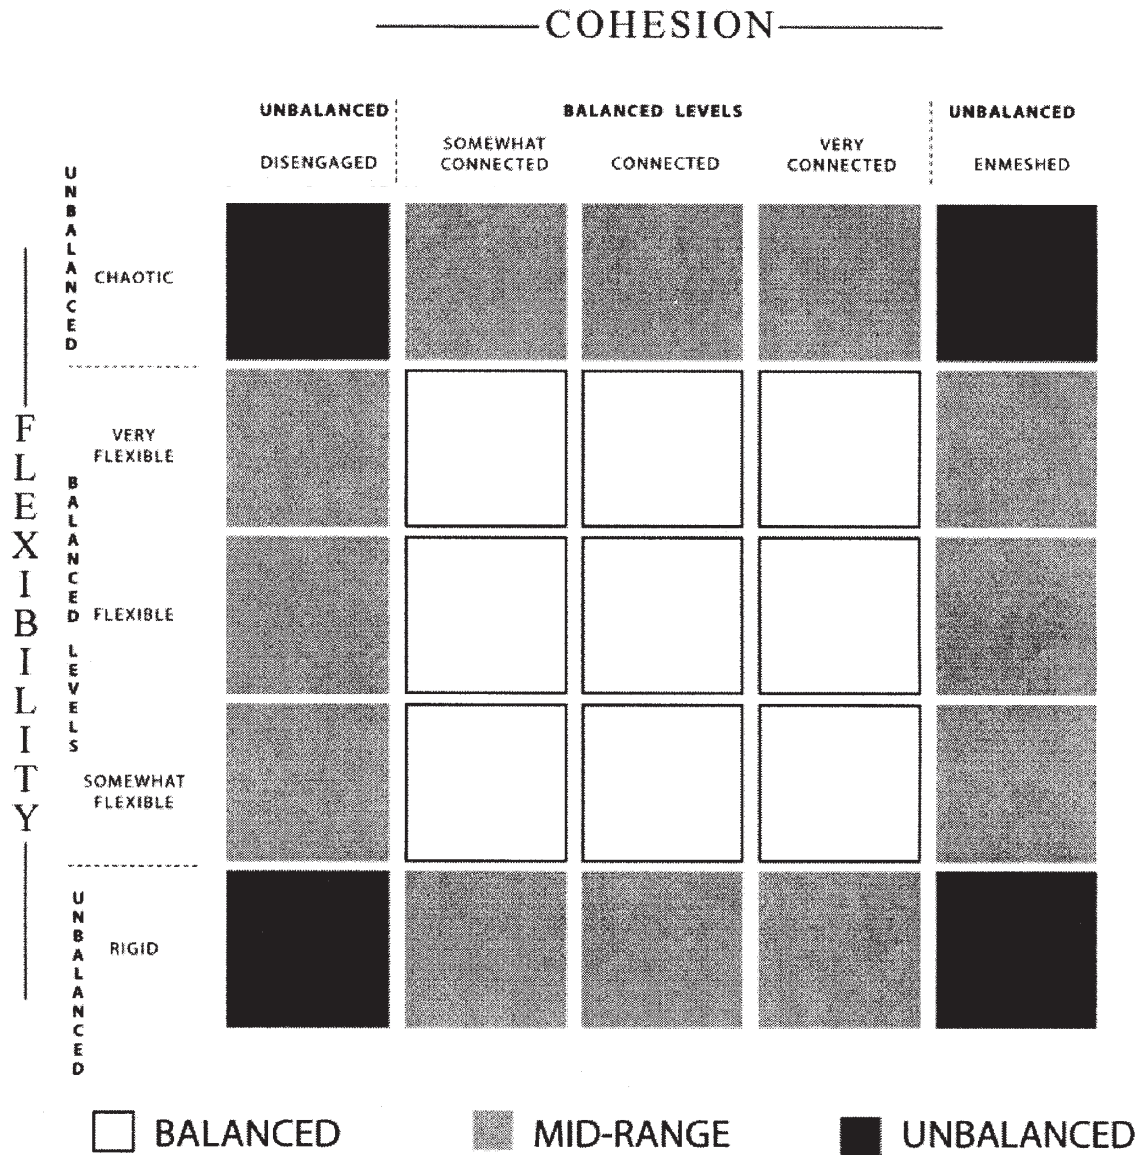 COHESION
UNBALANCED
BALANCED LEVELS
UNBALANCED
DISENGAGED
SOMEWHAT
CONNECTED
CONNECTED
VERY
CONNECTED
ENMESHED
FLEXIBILITY
UNBALANCED
CHAOTIC
BALANCED LEVELS
VERY
FLEXIBLE
FLEXIBLE
SOMEWHAT
FLEXIBLE
UNBALANCED
RIGID
BALANCED
MID-RANGE
UNBALANCED